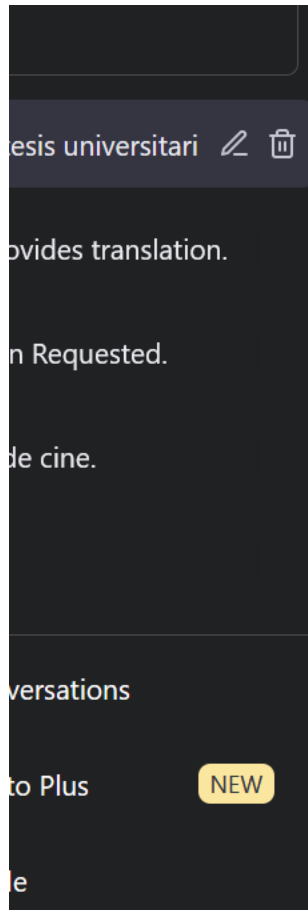 tesis universitari
ovides translation.
n Requested.
de cine.
versations
to Plus NEW
le